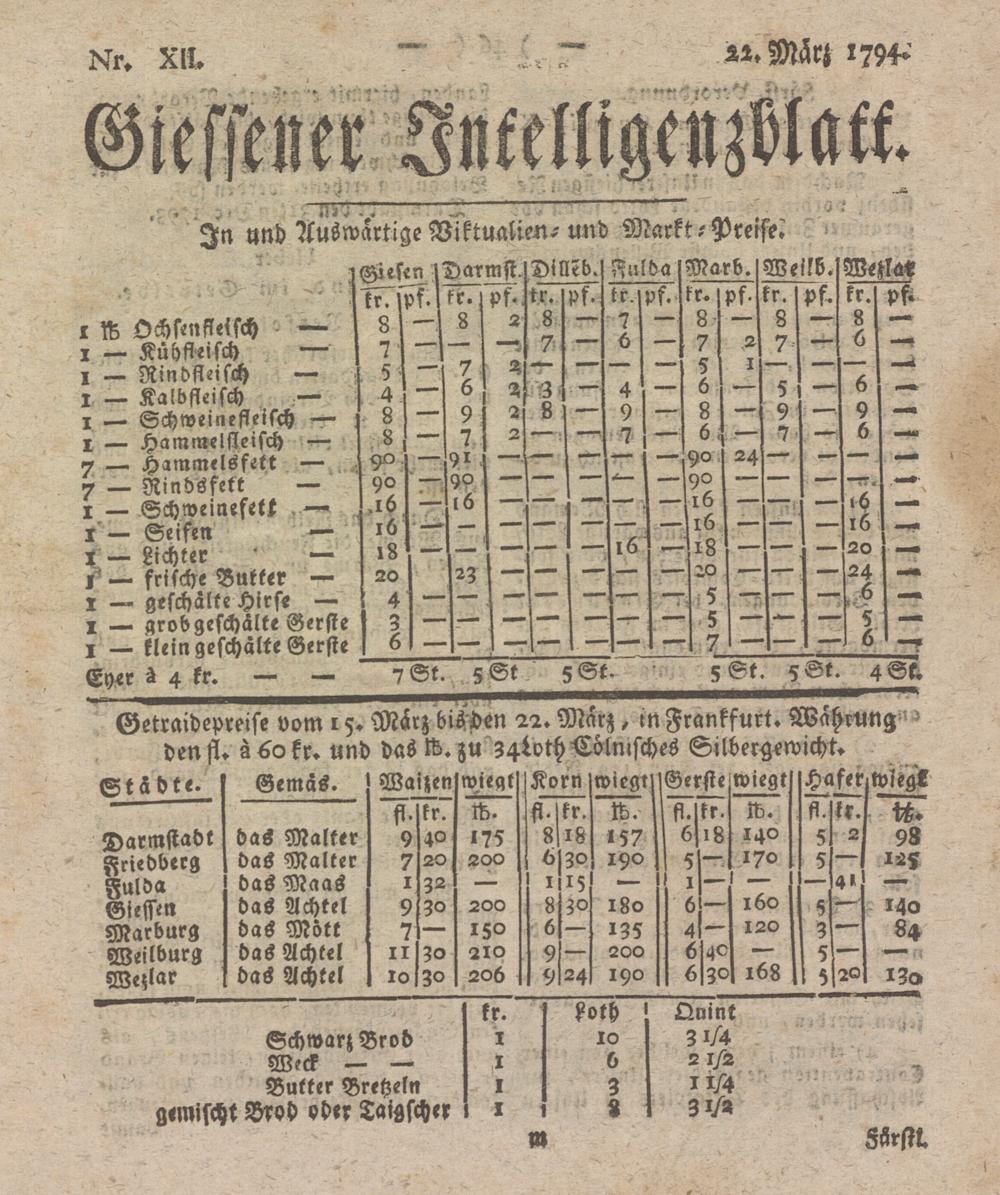 Nr. XII. 22. März 1794.
Giessener Intelligenzblatt.
In und Auswärtige Viktualien- und Markt-Preise.
Giesen Darmst. Dillēb. Fulda Marb. Weilb. Wezlar
kr. pf. kr. pf. kr. pf. kr. pf. kr. pf. kr. pf. kr. pf.
1 ℔ Ochsenfleisch — 8 — 8 2 8 — 7 — 8 — 8 — 8 —
1 — Kühfleisch — 7 — — — 7 — 6 — 7 2 7 — 6 —
1 — Rindfleisch — 5 — 7 2 — — — — 5 1 — — — —
1 — Kalbfleisch — 4 — 6 2 3 — 4 — 6 — 5 — 6 —
1 — Schweinefleisch — 8 — 9 2 8 — 9 — 8 — 9 — 9 —
1 — Hammelfleisch — 8 — 7 2 — — 7 — 6 — 7 — 6 —
7 — Hammelsfett — 90 — 91 — — — — — 90 24 — — — —
7 — Rindsfett — 90 — 90 — — — — — 90 — — — — —
1 — Schweinefett — 16 — 16 — — — — — 16 — — — 16 —
1 — Seifen — 16 — — — — — — — 16 — — — 16 —
1 — Lichter — 18 — — — — — 16 — 18 — — — 20 —
1 — frische Butter — 20 — 23 — — — — — 20 — — — 24 —
1 — geschälte Hirse — 4 — — — — — — — 5 — — — 6 —
1 — grobgeschälte Gerste 3 — — — — — — — 5 — — — 5 —
1 — klein geschälte Gerste 6 — — — — — — — 7 — — — 6 —
Eyer à 4 kr. — — 7 St. 5 St 5 St. 5 St. 5 St. 4 St.
Getraidepreise vom 15. März bis den 22. März, in Frankfurt. Währung
den fl. à 60 kr. und das ℔. zu 34 Loth Cölnisches Silbergewicht.
Städte. Gemäs. Waizen wiegt Korn wiegt Gerste wiegt Hafer wiegt
fl. kr. ℔. fl. kr. ℔. fl. kr. ℔. fl. kr. ℔.
Darmstadt das Malter 9 40 175 8 18 157 6 18 140 5 2 98
Friedberg das Malter 7 20 200 6 30 190 5 — 170 5 — 125
Fulda das Maas 1 32 — 1 15 — 1 — — — 41 —
Giessen das Achtel 9 30 200 8 30 180 6 — 160 5 — 140
Marburg das Mött 7 — 150 6 — 135 4 — 120 3 — 84
Weilburg das Achtel 11 30 210 9 — 200 6 40 — 5 —
Wezlar das Achtel 10 30 206 9 24 190 6 30 168 5 20 130
kr. Loth Quint
Schwarz Brod 1 10 3 1/4
Weck — — 1 6 2 1/2
Butter Bretzeln 1 3 1 1/4
gemischt Brod oder Taigscher 1 8 3 1/2
m Fürstl.